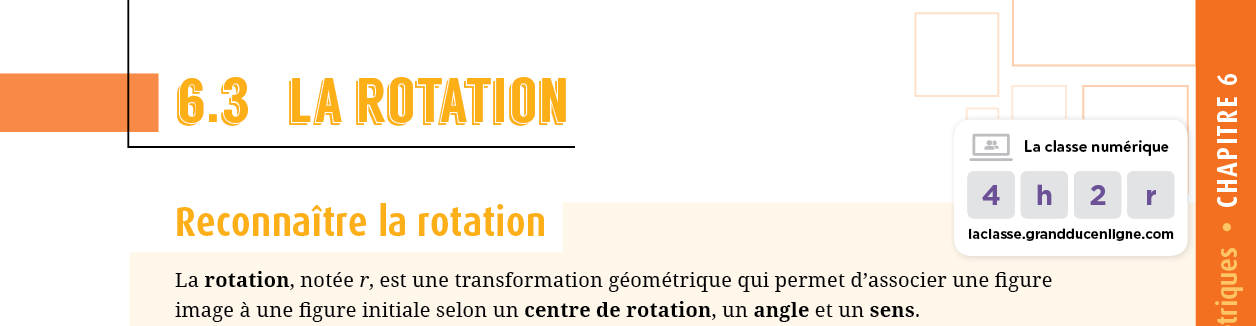 6.3 LA ROTATION
La classe numérique
4 h 2 r
laclasse.grandducenligne.com
Reconnaître la rotation
La rotation, notée r, est une transformation géométrique qui permet d’associer une figure
image à une figure initiale selon un centre de rotation, un angle et un sens.
triques • CHAPITRE 6